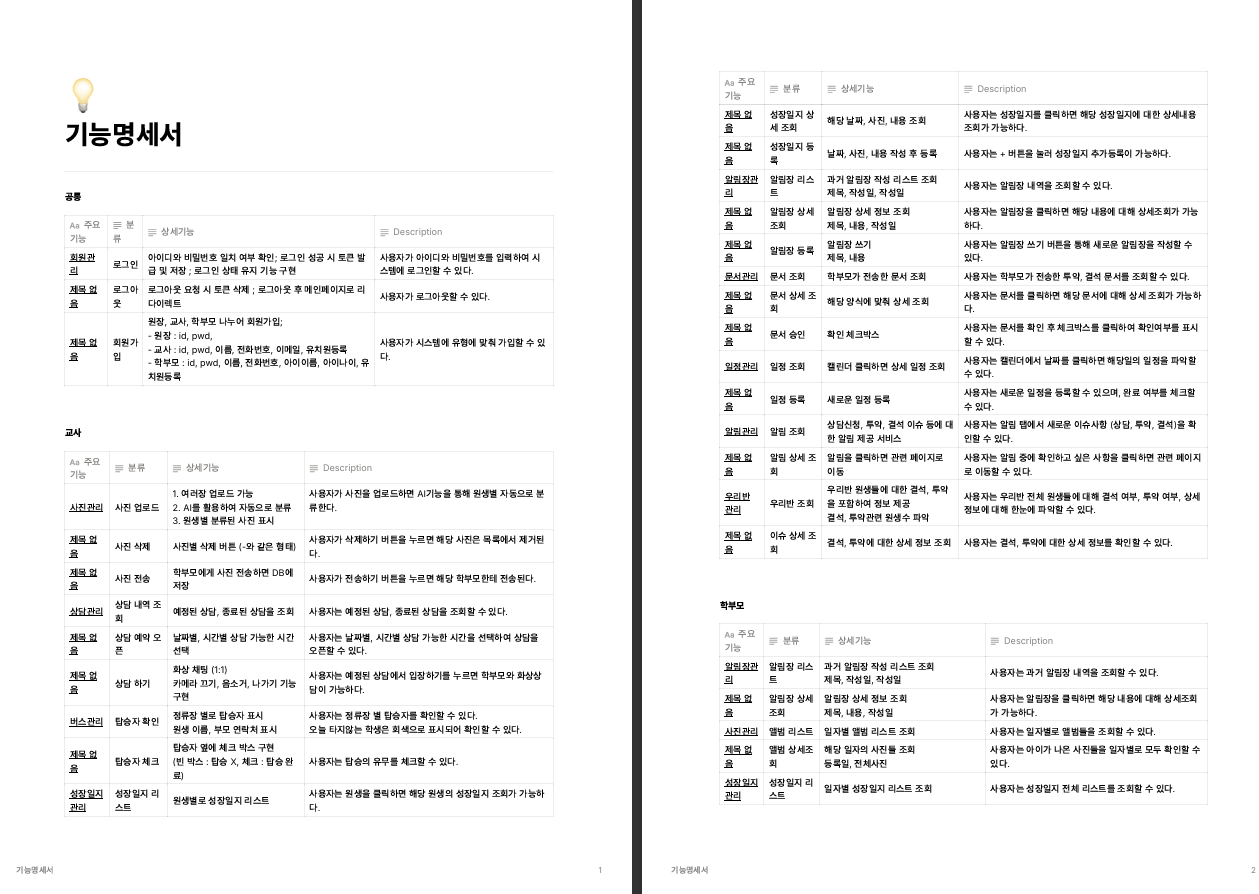 기능명세서
공통
Aa 주요 기능 분류 상세기능 Description
회원관리 로그인 아이디와 비밀번호 일치 여부 확인; 로그인 성공 시 토큰 발급 및 저장 ; 로그인 상태 유지 기능 구현 사용자가 아이디와 비밀번호를 입력하여 시스템에 로그인할 수 있다.
제목 없음 로그아웃 로그아웃 요청 시 토큰 삭제 ; 로그아웃 후 메인페이지로 리다이렉트 사용자가 로그아웃할 수 있다.
제목 없음 회원가입 원장, 교사, 학부모 나누어 회원가입;
- 원장 : id, pwd,
- 교사 : id, pwd, 이름, 전화번호, 이메일, 유치원등록
- 학부모 : id, pwd, 이름, 전화번호, 아이이름, 아이나이, 유치원등록 사용자가 시스템에 유형에 맞춰 가입할 수 있다.
교사
Aa 주요 기능 분류 상세기능 Description
사진관리 사진 업로드 1. 여러장 업로드 가능
2. AI를 활용하여 자동으로 분류
3. 원생별 분류된 사진 표시 사용자가 사진을 업로드하면 AI기능을 통해 원생별 자동으로 분류한다.
제목 없음 사진 삭제 사진별 삭제 버튼 (-와 같은 형태) 사용자가 삭제하기 버튼을 누르면 해당 사진은 목록에서 제거된다.
제목 없음 사진 전송 학부모에게 사진 전송하면 DB에 저장 사용자가 전송하기 버튼을 누르면 해당 학부모한테 전송된다.
상담관리 상담 내역 조회 예정된 상담, 종료된 상담을 조회 사용자는 예정된 상담, 종료된 상담을 조회할 수 있다.
제목 없음 상담 예약 오픈 날짜별, 시간별 상담 가능한 시간 선택 사용자는 날짜별, 시간별 상담 가능한 시간을 선택하여 상담을 오픈할 수 있다.
제목 없음 상담 하기 화상 채팅 (1:1)
카메라 끄기, 음소거, 나가기 기능 구현 사용자는 예정된 상담에서 입장하기를 누르면 학부모와 화상상담이 가능하다.
버스관리 탑승자 확인 정류장 별로 탑승자 표시
원생 이름, 부모 연락처 표시 사용자는 정류장 별 탑승자를 확인할 수 있다.
오늘 타지않는 학생은 회색으로 표시되어 확인할 수 있다.
제목 없음 탑승자 체크 탑승자 옆에 체크 박스 구현
(빈 박스 : 탑승 X, 체크 : 탑승 완료) 사용자는 탑승의 유무를 체크할 수 있다.
성장일지관리 성장일지 리스트 원생별로 성장일지 리스트 사용자는 원생을 클릭하면 해당 원생의 성장일지 조회가 가능하다.
기능명세서 1
Aa 주요 기능 분류 상세기능 Description
제목 없음 성장일지 상세 조회 해당 날짜, 사진, 내용 조회 사용자는 성장일지를 클릭하면 해당 성장일지에 대한 상세내용 조회가 가능하다.
제목 없음 성장일지 등록 날짜, 사진, 내용 작성 후 등록 사용자는 + 버튼을 눌러 성장일지 추가등록이 가능하다.
알림장관리 알림장 리스트 과거 알림장 작성 리스트 조회
제목, 작성일, 작성일 사용자는 알림장 내역을 조회할 수 있다.
제목 없음 알림장 상세 조회 알림장 상세 정보 조회
제목, 내용, 작성일 사용자는 알림장을 클릭하면 해당 내용에 대해 상세조회가 가능하다.
제목 없음 알림장 등록 알림장 쓰기
제목, 내용 사용자는 알림장 쓰기 버튼을 통해 새로운 알림장을 작성할 수 있다.
문서관리 문서 조회 학부모가 전송한 문서 조회 사용자는 학부모가 전송한 투약, 결석 문서를 조회할 수 있다.
제목 없음 문서 상세 조회 해당 양식에 맞춰 상세 조회 사용자는 문서를 클릭하면 해당 문서에 대해 상세 조회가 가능하다.
제목 없음 문서 승인 확인 체크박스 사용자는 문서를 확인 후 체크박스를 클릭하여 확인여부를 표시할 수 있다.
일정관리 일정 조회 캘린더 클릭하면 상세 일정 조회 사용자는 캘린더에서 날짜를 클릭하면 해당일의 일정을 파악할 수 있다.
제목 없음 일정 등록 새로운 일정 등록 사용자는 새로운 일정을 등록할 수 있으며, 완료 여부를 체크할 수 있다.
알림관리 알림 조회 상담신청, 투약, 결석 이슈 등에 대한 알림 제공 서비스 사용자는 알림 탭에서 새로운 이슈사항 (상담, 투약, 결석)을 확인할 수 있다.
제목 없음 알림 상세 조회 알림을 클릭하면 관련 페이지로 이동 사용자는 알림 중에 확인하고 싶은 사항을 클릭하면 관련 페이지로 이동할 수 있다.
우리반 관리 우리반 조회 우리반 원생들에 대한 결석, 투약을 포함하여 정보 제공
결석, 투약관련 원생수 파악 사용자는 우리반 전체 원생들에 대해 결석 여부, 투약 여부, 상세 정보에 대해 한눈에 파악할 수 있다.
제목 없음 이슈 상세 조회 결석, 투약에 대한 상세 정보 조회 사용자는 결석, 투약에 대한 상세 정보를 확인할 수 있다.
학부모
Aa 주요 기능 분류 상세기능 Description
알림장관리 알림장 리스트 과거 알림장 작성 리스트 조회
제목, 작성일, 작성일 사용자는 과거 알림장 내역을 조회할 수 있다.
제목 없음 알림장 상세 조회 알림장 상세 정보 조회
제목, 내용, 작성일 사용자는 알림장을 클릭하면 해당 내용에 대해 상세조회가 가능하다.
사진관리 앨범 리스트 일자별 앨범 리스트 조회 사용자는 일자별로 앨범들을 조회할 수 있다.
제목 없음 앨범 상세조회 해당 일자의 사진들 조회
등록일, 전체사진 사용자는 아이가 나온 사진들을 일자별로 모두 확인할 수 있다.
성장일지관리 성장일지 리스트 일자별 성장일지 리스트 조회 사용자는 성장일지 전체 리스트를 조회할 수 있다.
기능명세서 2